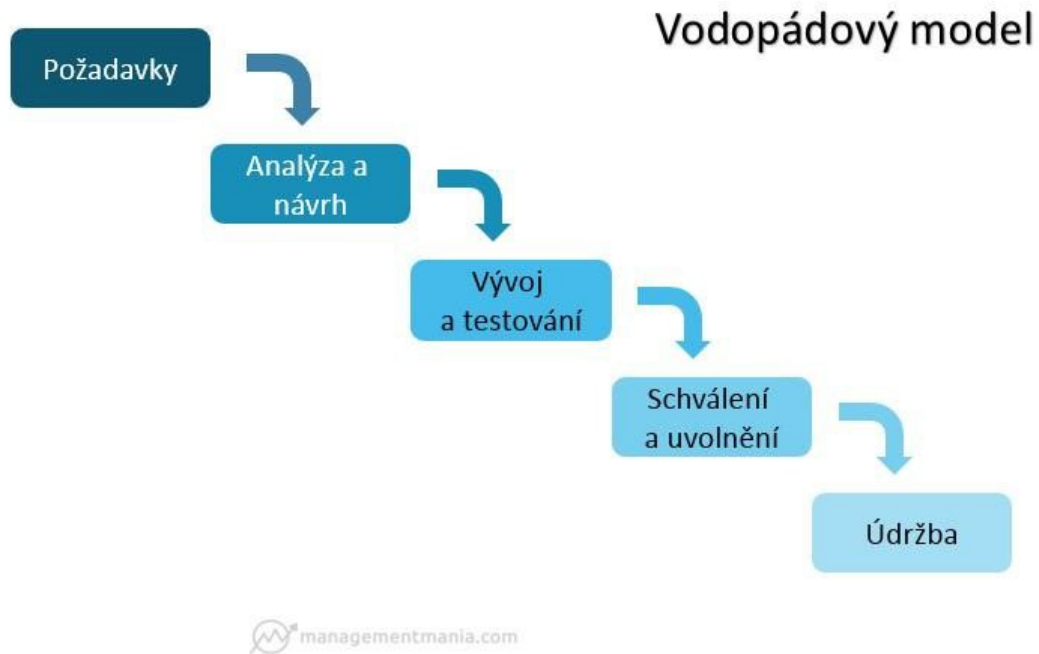 Vodopádový model
Požadavky
Analýza a
návrh
Vývoj
a testování
Schválení
a uvolnění
Údržba
managementmania.com